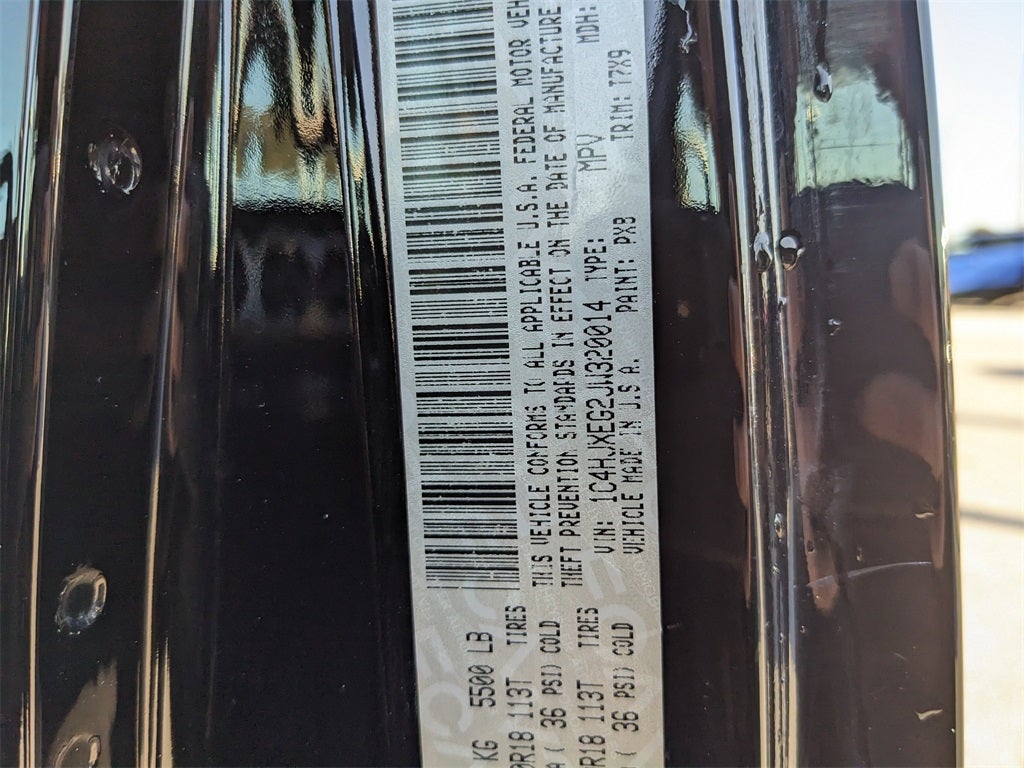 KG 5500 LB
0R18 113T TIRES
( 36 PSI) COLD
R18 113T TIRES
( 36 PSI) COLD
THIS VEHICLE CONFORMS TO ALL APPLICABLE U.S.A. FEDERAL MOTOR VEH
THEFT PREVENTION STANDARDS IN EFFECT ON THE DATE OF MANUFACTURE
VIN: 1C4HJXEG2JW320014 TYPE: MPV MDH:
VEHICLE MADE IN U.S.A. PAINT: PX8 TRIM: T7X9